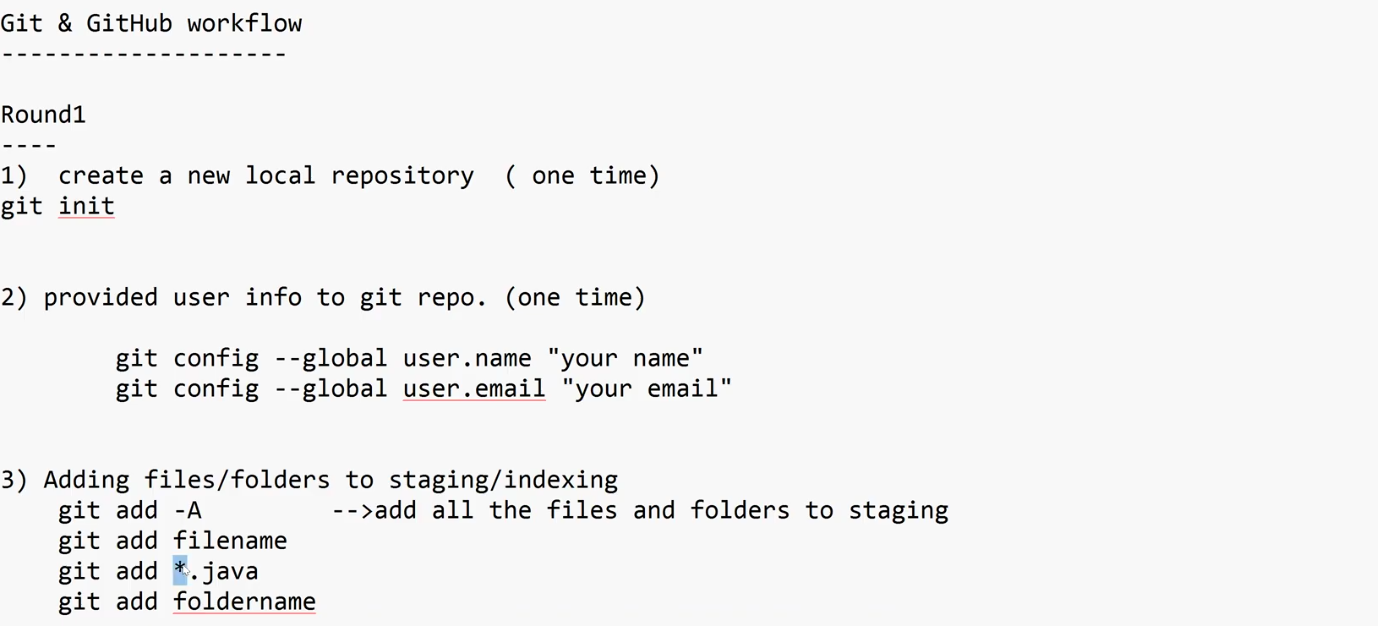 Git & GitHub workflow
--------------------
Round1
----
1)  create a new local repository  ( one time)
git init
2) provided user info to git repo. (one time)
git config --global user.name "your name"
git config --global user.email "your email"
3) Adding files/folders to staging/indexing
git add -A         -->add all the files and folders to staging
git add filename
git add *.java
git add foldername